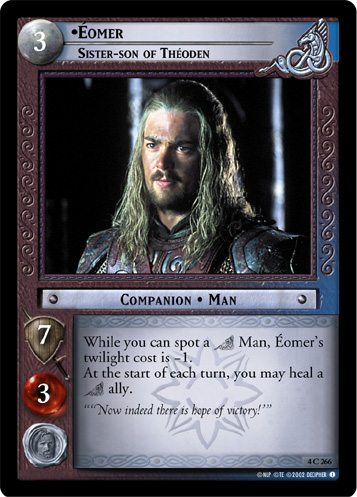 3
•Éomer
Sister-son of Théoden
Companion • Man
7
3
While you can spot a Man, Éomer's
twilight cost is –1.
At the start of each turn, you may heal a
ally.
““Now indeed there is hope of victory!’”
4 C 266
©NLP ©TE ©2002 DECIPHER